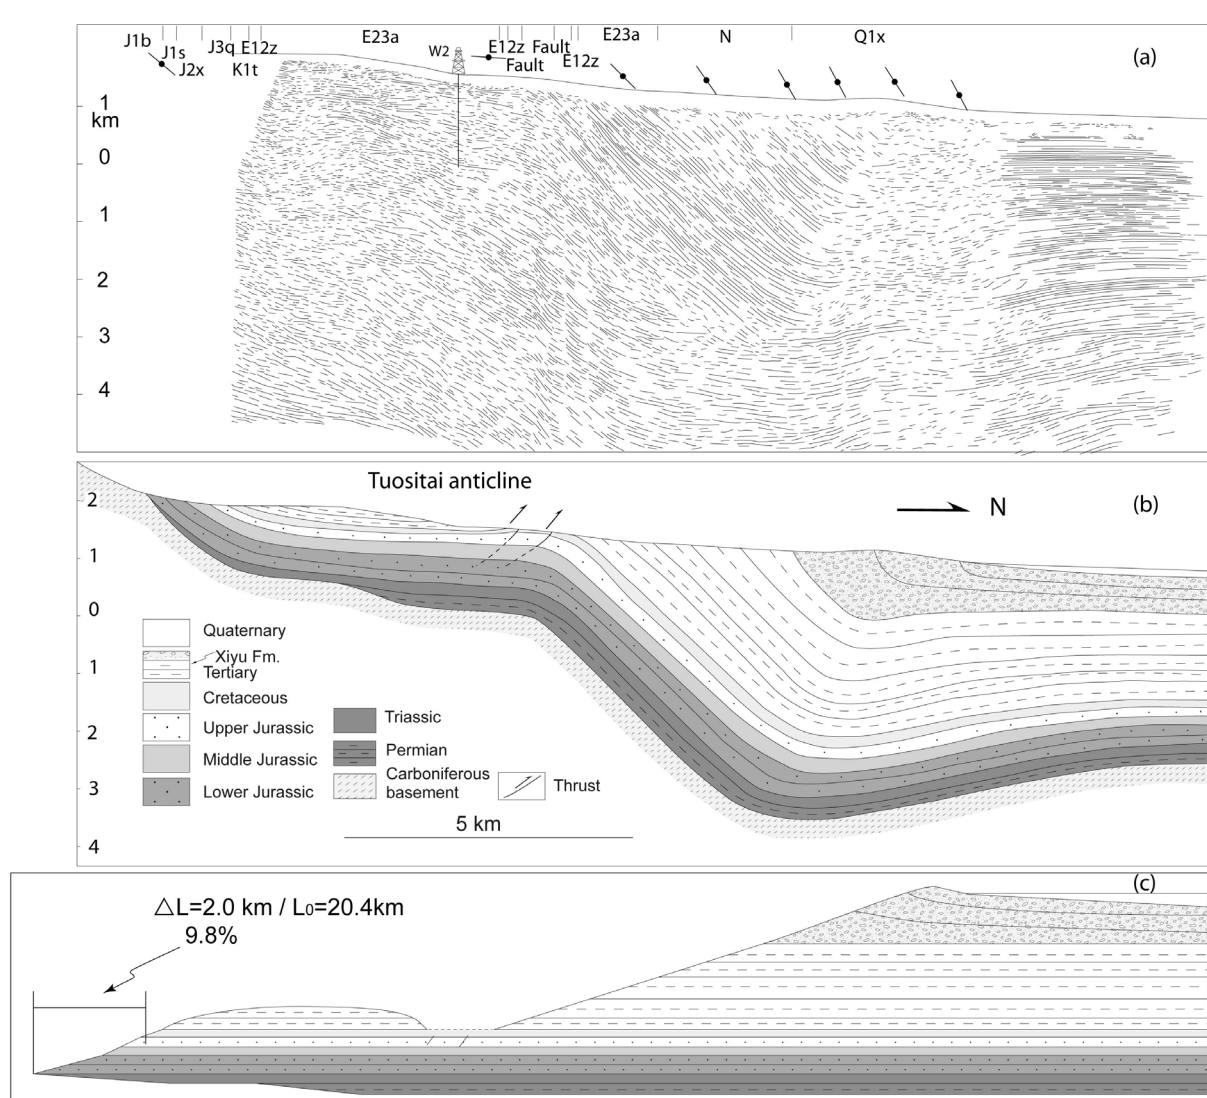 E23a
N
Q1x
(a)
J1b
J1s
J3q
E12z
J2x
K1t
W2
E12z
Fault
Fault
E12z
E23a
1
km
0
1
2
3
4
Tuositai anticline
N
(b)
2
1
0
1
2
3
4
Quaternary
Xiyu Fm.
Tertiary
Cretaceous
Upper Jurassic
Middle Jurassic
Lower Jurassic
Triassic
Permian
Carboniferous
basement
Thrust
5 km
(c)
△L=2.0 km / L0=20.4km
9.8%